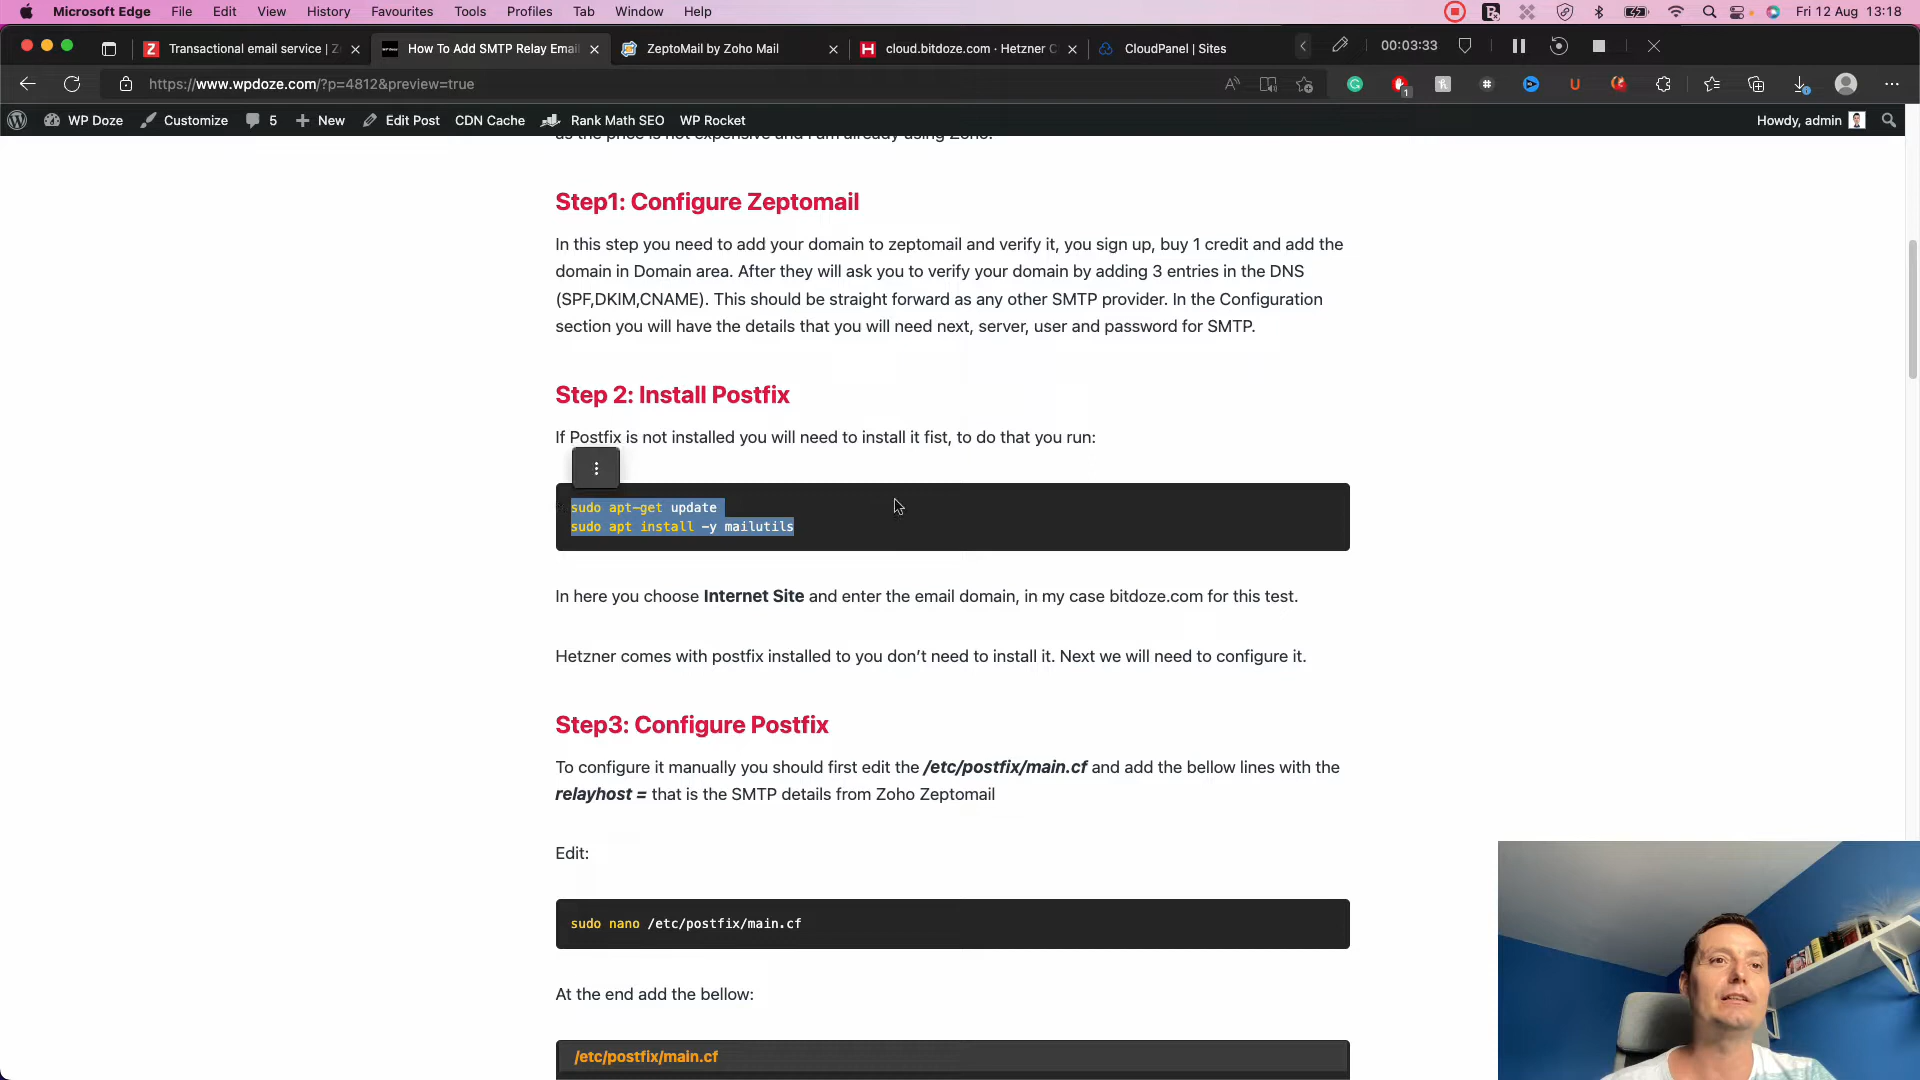 Microsoft Edge File Edit View History Favourites Tools Profiles Tab Window Help Fri 12 Aug 13:18
Transactional email service | Z
How To Add SMTP Relay Email
ZeptoMail by Zoho Mail
cloud.bitdoze.com · Hetzner C
CloudPanel | Sites
00:03:33
https://www.wpdoze.com/?p=4812&preview=true
WP Doze Customize 5 New Edit Post CDN Cache Rank Math SEO WP Rocket Howdy, admin
as the price is not expensive and I am already using Zoho.
Step1: Configure Zeptomail
In this step you need to add your domain to zeptomail and verify it, you sign up, buy 1 credit and add the
domain in Domain area. After they will ask you to verify your domain by adding 3 entries in the DNS
(SPF,DKIM,CNAME). This should be straight forward as any other SMTP provider. In the Configuration
section you will have the details that you will need next, server, user and password for SMTP.
Step 2: Install Postfix
If Postfix is not installed you will need to install it fist, to do that you run:
sudo apt-get update
sudo apt install -y mailutils
In here you choose Internet Site and enter the email domain, in my case bitdoze.com for this test.
Hetzner comes with postfix installed to you don't need to install it. Next we will need to configure it.
Step3: Configure Postfix
To configure it manually you should first edit the /etc/postfix/main.cf and add the bellow lines with the
relayhost = that is the SMTP details from Zoho Zeptomail
Edit:
sudo nano /etc/postfix/main.cf
At the end add the bellow:
/etc/postfix/main.cf